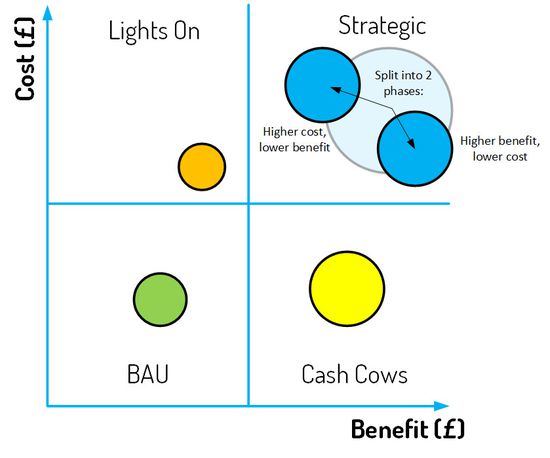 Cost (£)
Lights On
Strategic
Split into 2
phases:
Higher cost,
lower benefit
Higher benefit,
lower cost
BAU
Cash Cows
Benefit (£)